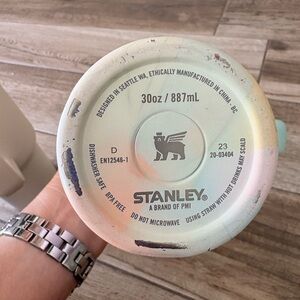 DESIGNED IN SEATTLE WA, ETHICALLY MANUFACTURED IN CHINA - BC
30oz / 887mL
D
EN12546-1
23
20-03404
STANLEY®
A BRAND OF PMI
DISHWASHER SAFE BPA FREE DO NOT MICROWAVE USING STRAW WITH HOT DRINKS MAY SCALD